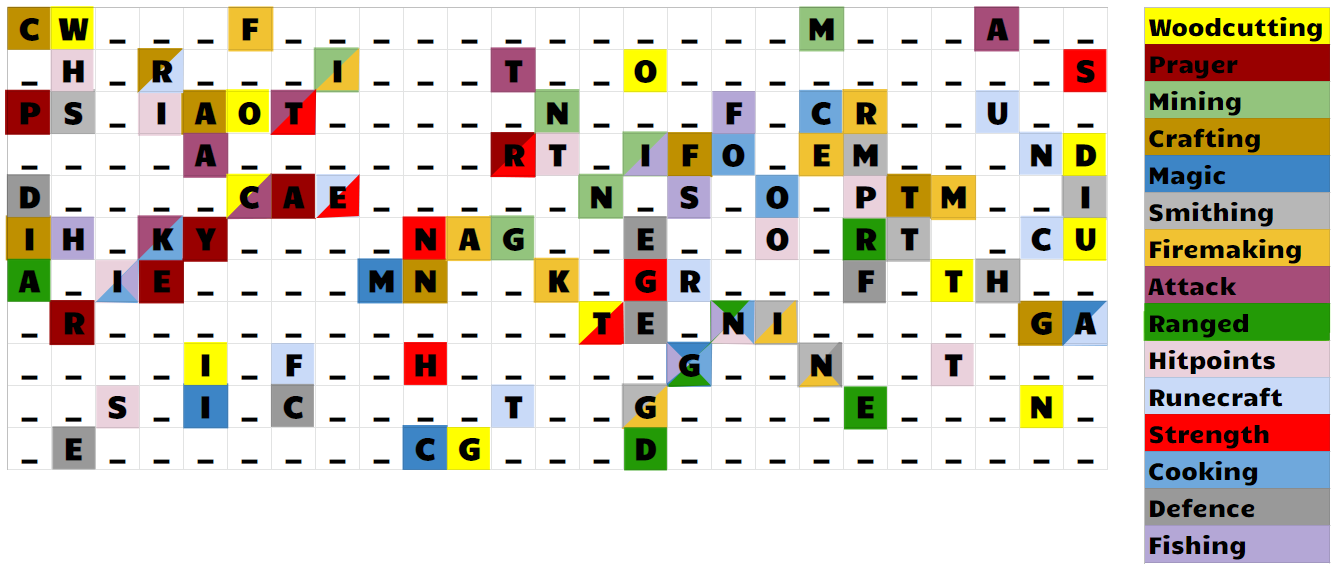 C W _ _ _ F _ _ _ _ _ _ _ _ _ _ _ _ M _ _ _ A _ _
_ H _ R _ _ _ I _ _ _ T _ _ O _ _ _ _ _ _ _ _ _ S
P S _ I A O T _ _ _ _ _ N _ _ _ F _ C R _ _ U _ _
_ _ _ _ A _ _ _ _ _ _ R T _ I F O _ E M _ _ _ N D
D _ _ _ _ C A E _ _ _ _ _ N _ S _ O _ P T M _ _ I
I H _ K Y _ _ _ _ N A G _ _ E _ _ O _ R T _ _ C U
A _ I E _ _ _ _ M N _ _ K _ G R _ _ _ F _ T H _ _
_ R _ _ _ _ _ _ _ _ _ _ _ T E _ N I _ _ _ _ _ G A
_ _ _ _ I _ F _ _ H _ _ _ _ _ G _ _ N _ _ T _ _ _
_ _ S _ I _ C _ _ _ _ T _ _ G _ _ _ _ E _ _ _ N _
_ E _ _ _ _ _ _ _ C G _ _ _ D _ _ _ _ _ _ _ _ _ _
Woodcutting
Prayer
Mining
Crafting
Magic
Smithing
Firemaking
Attack
Ranged
Hitpoints
Runecraft
Strength
Cooking
Defence
Fishing